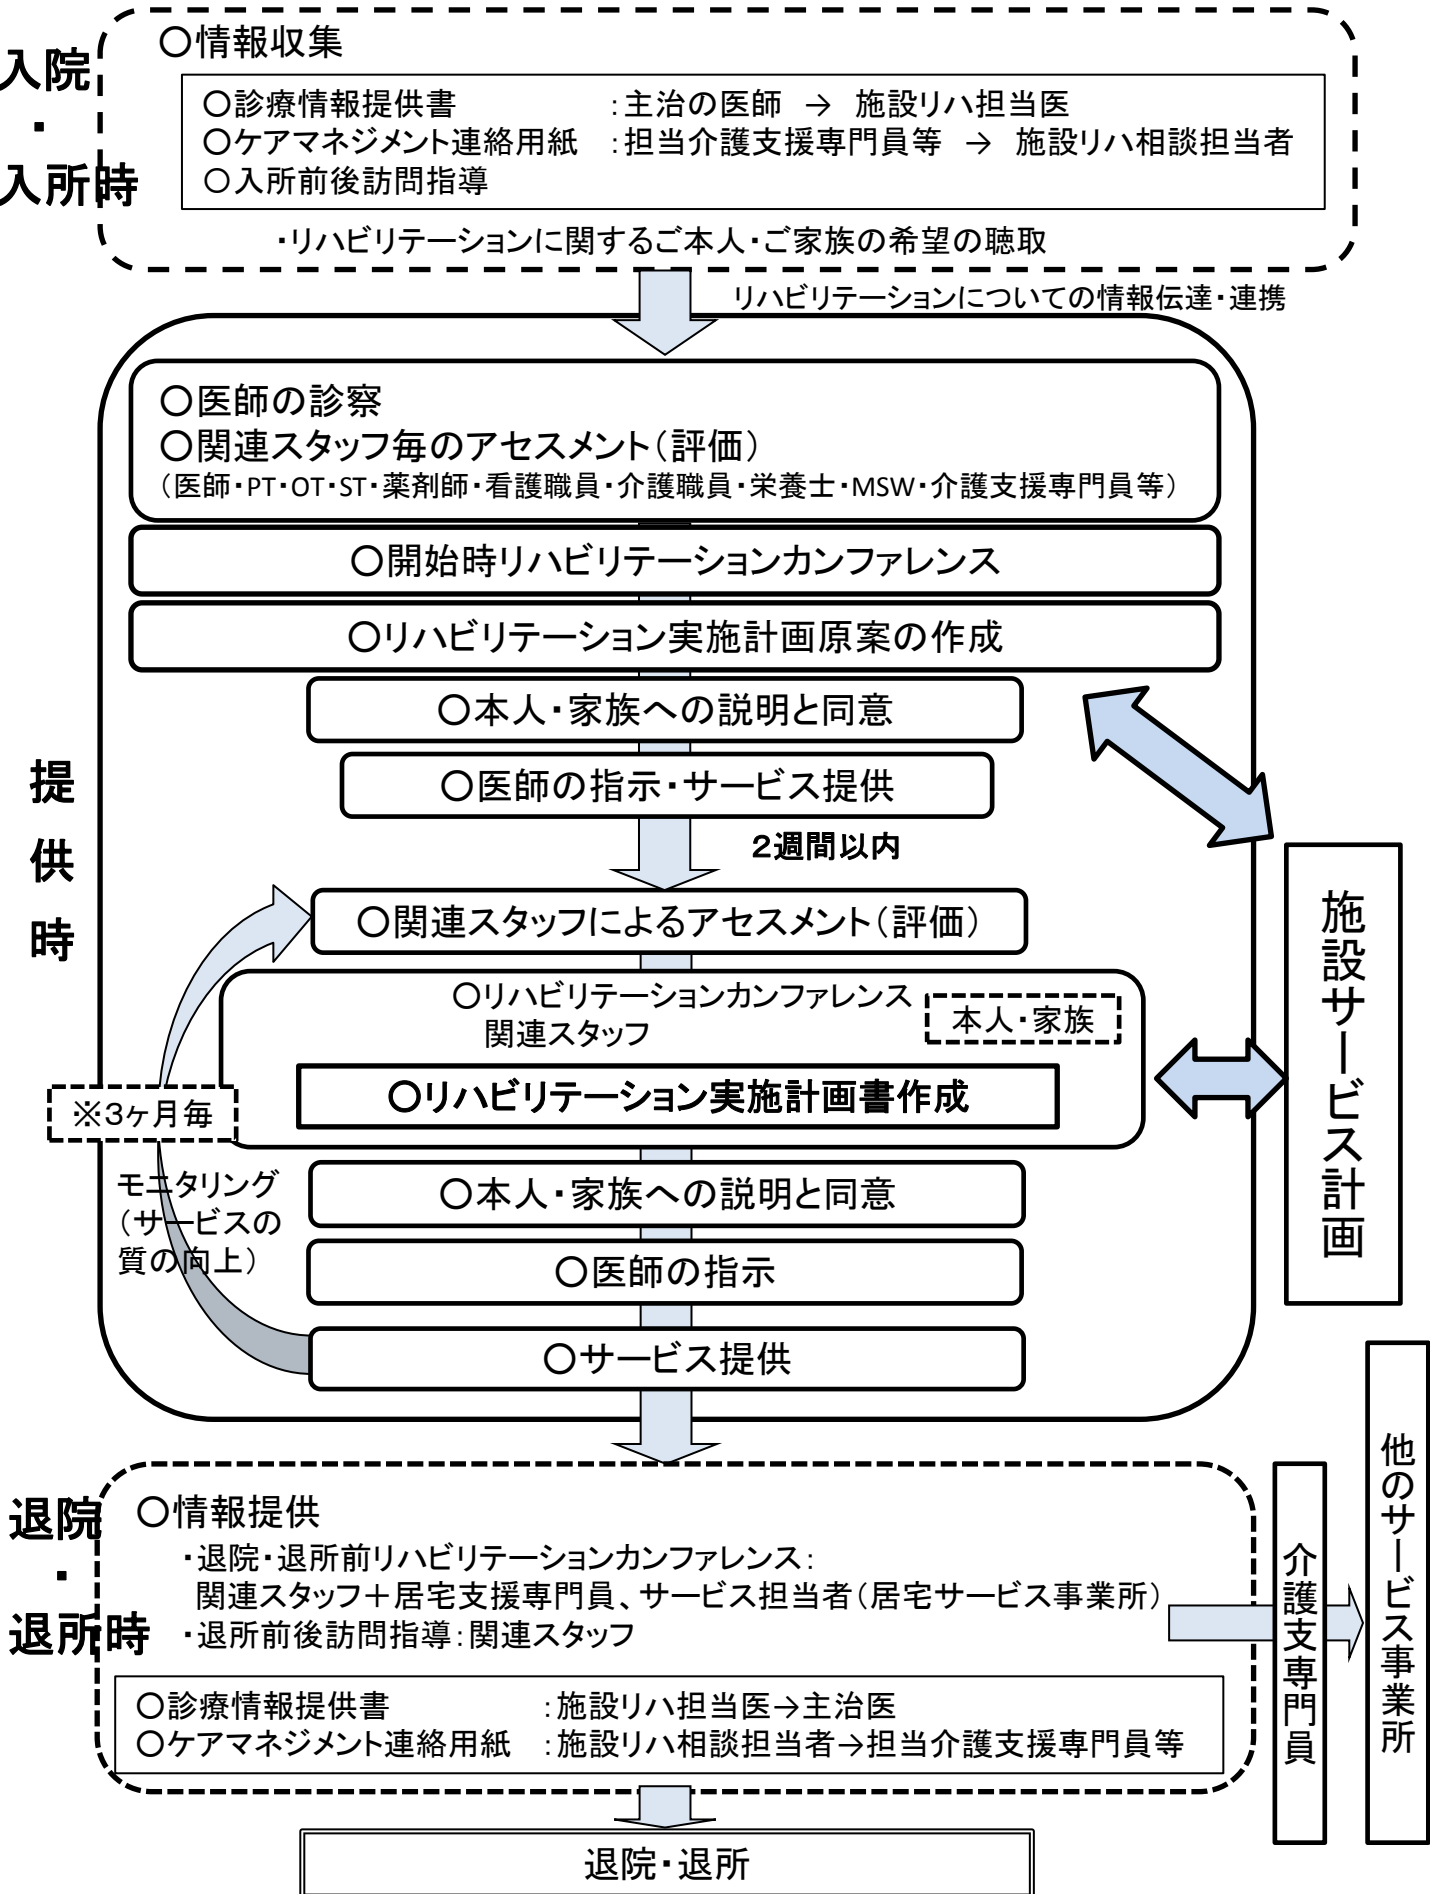 入院
・
入所時
○情報収集
○診療情報提供書　：主治の医師 → 施設リハ担当医
○ケアマネジメント連絡用紙　：担当介護支援専門員等 → 施設リハ相談担当者
○入所前後訪問指導
・リハビリテーションに関するご本人・ご家族の希望の聴取
リハビリテーションについての情報伝達・連携
提供時
○医師の診察
○関連スタッフ毎のアセスメント（評価）
（医師・PT・OT・ST・薬剤師・看護職員・介護職員・栄養士・MSW・介護支援専門員等）
○開始時リハビリテーションカンファレンス
○リハビリテーション実施計画原案の作成
○本人・家族への説明と同意
○医師の指示・サービス提供
２週間以内
○関連スタッフによるアセスメント（評価）
○リハビリテーションカンファレンス
関連スタッフ
本人・家族
○リハビリテーション実施計画書作成
※３ヶ月毎
モニタリング
（サービスの
質の向上）
○本人・家族への説明と同意
○医師の指示
○サービス提供
施設サービス計画
退院
・
退所時
○情報提供
・退院・退所前リハビリテーションカンファレンス：
関連スタッフ＋居宅支援専門員、サービス担当者（居宅サービス事業所）
・退所前後訪問指導：関連スタッフ
○診療情報提供書　：施設リハ担当医→主治医
○ケアマネジメント連絡用紙　：施設リハ相談担当者→担当介護支援専門員等
介護支専門員
他のサービス事業所
退院・退所